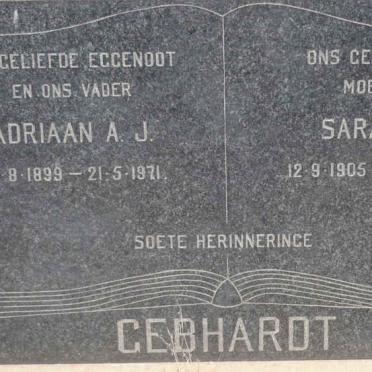 GELIEFDE EGGENOOT
EN ONS VADER
ADRIAAN A. J.
8·1899 — 21·5·1971.
ONS GE
MOE
SARA
12·9·1905
SOETE HERINNERINGE
GEBHARDT